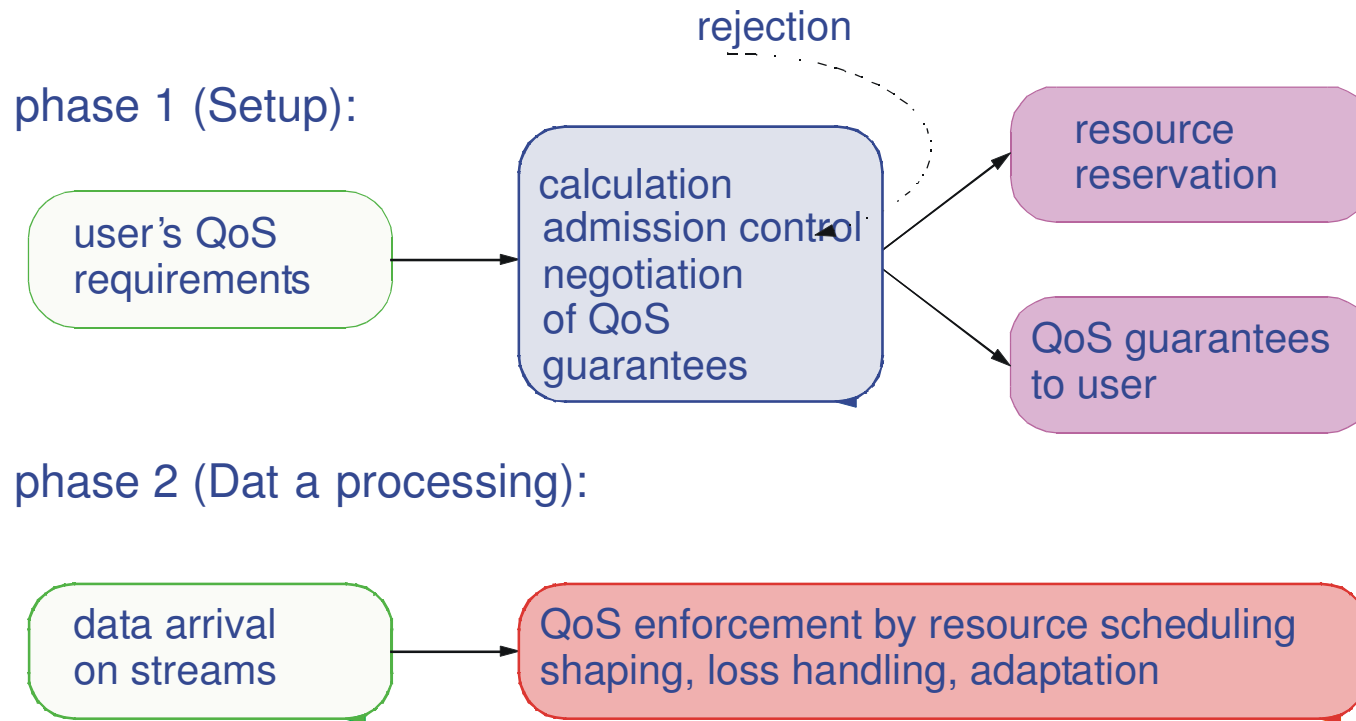 rejection
phase 1 (Setup):
user's QoS
requirements
calculation
admission control
negotiation
of QoS
guarantees
resource
reservation
QoS guarantees
to user
phase 2 (Dat a processing):
data arrival
on streams
QoS enforcement by resource scheduling
shaping, loss handling, adaptation